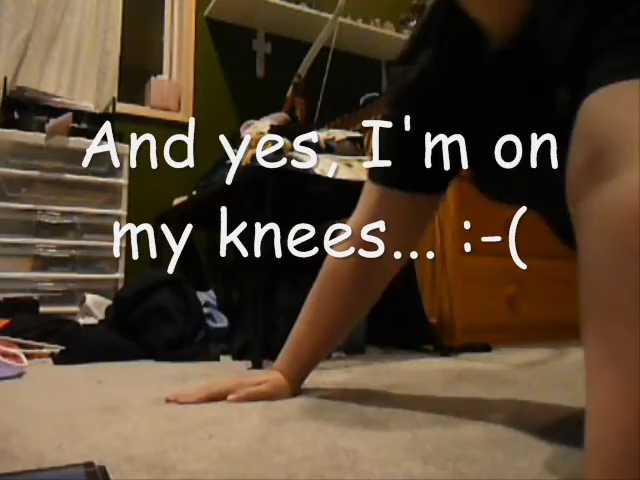 And yes, I'm on
my knees... :-(